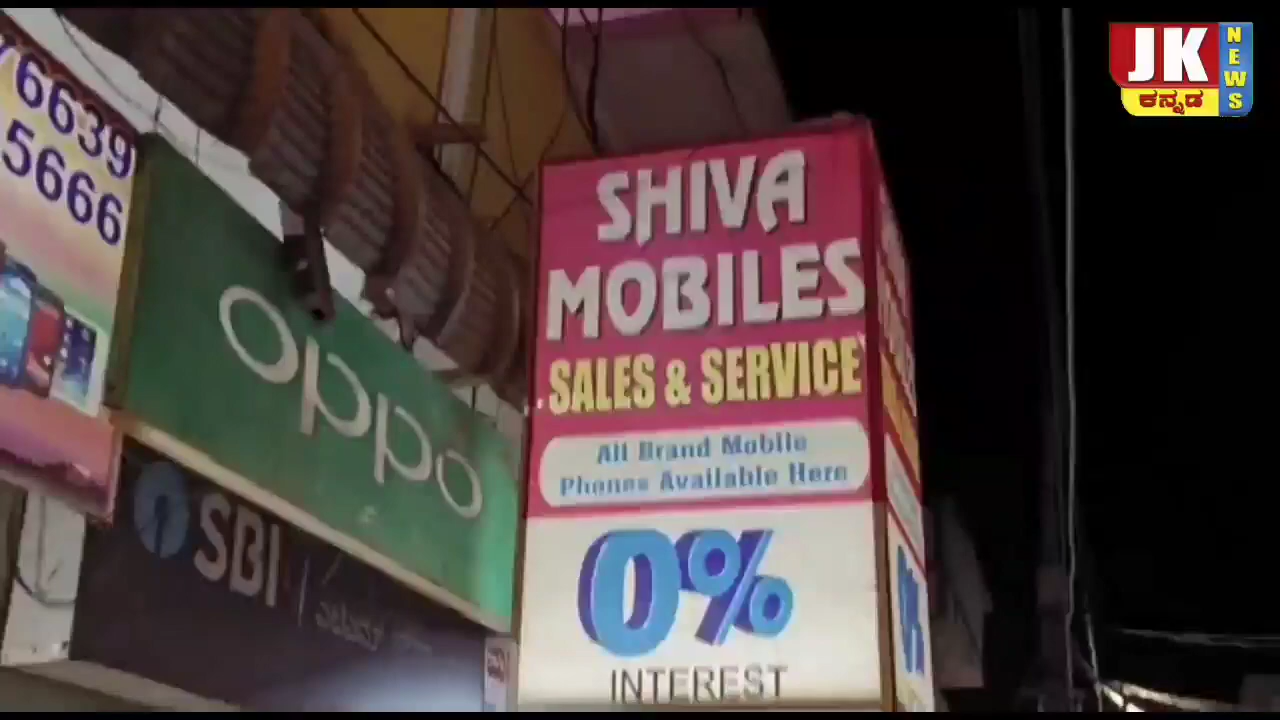 JK
ಕನ್ನಡ
NEWS
76639
5666
oppo
SBI
SHIVA
MOBILES
SALES & SERVICE
All Brand Mobile
Phones Available Here
0%
INTEREST